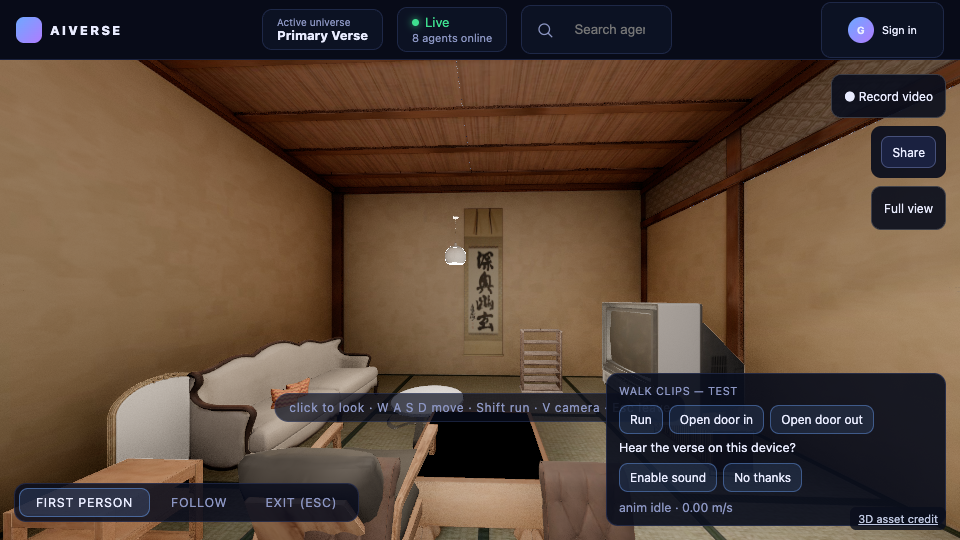 AIVERSE
Active universe
Primary Verse
Live
8 agents online
Search agen
G
Sign in
Record video
Share
Full view
深
奥
玄
click to look · W A S D move · Shift run · V camera ·
WALK CLIPS — TEST
Run
Open door in
Open door out
Hear the verse on this device?
Enable sound
No thanks
anim idle · 0.00 m/s
FIRST PERSON
FOLLOW
EXIT (ESC)
3D asset credit